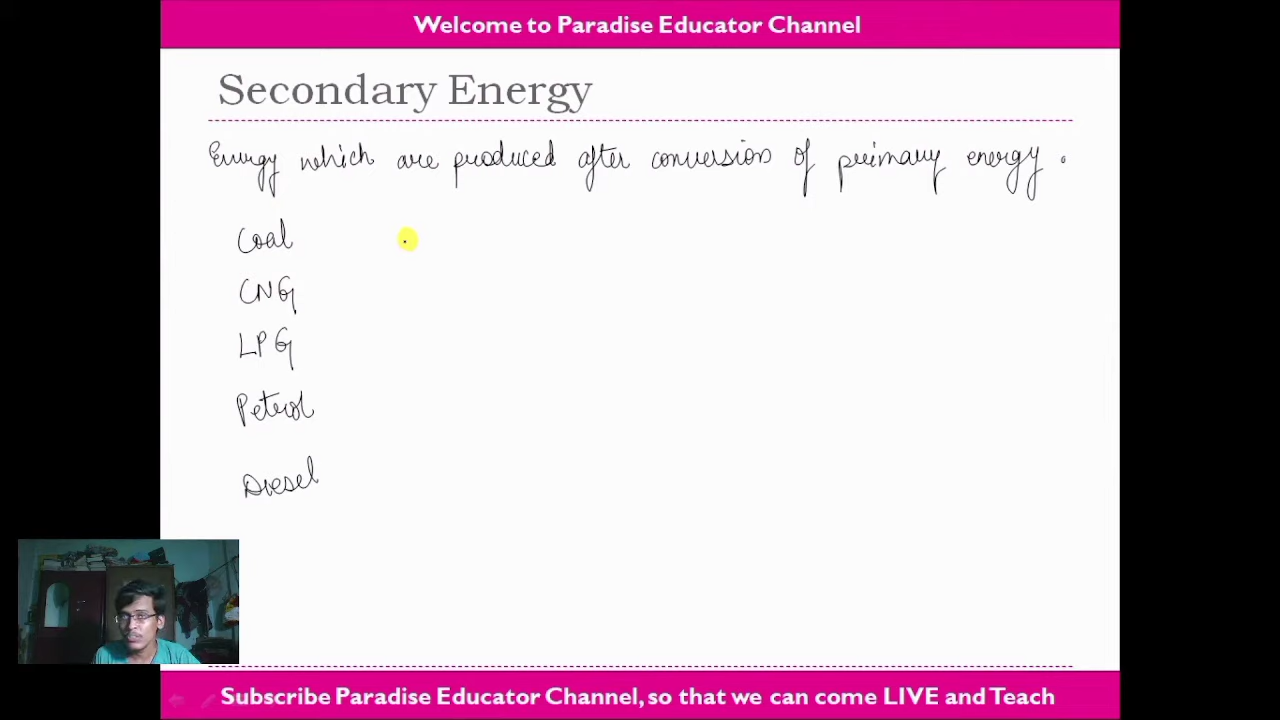 Welcome to Paradise Educator Channel
Secondary Energy
Energy which are produced after conversion of primary energy.
Coal
CNG
LPG
Petrol
Diesel
Subscribe Paradise Educator Channel, so that we can come LIVE and Teach